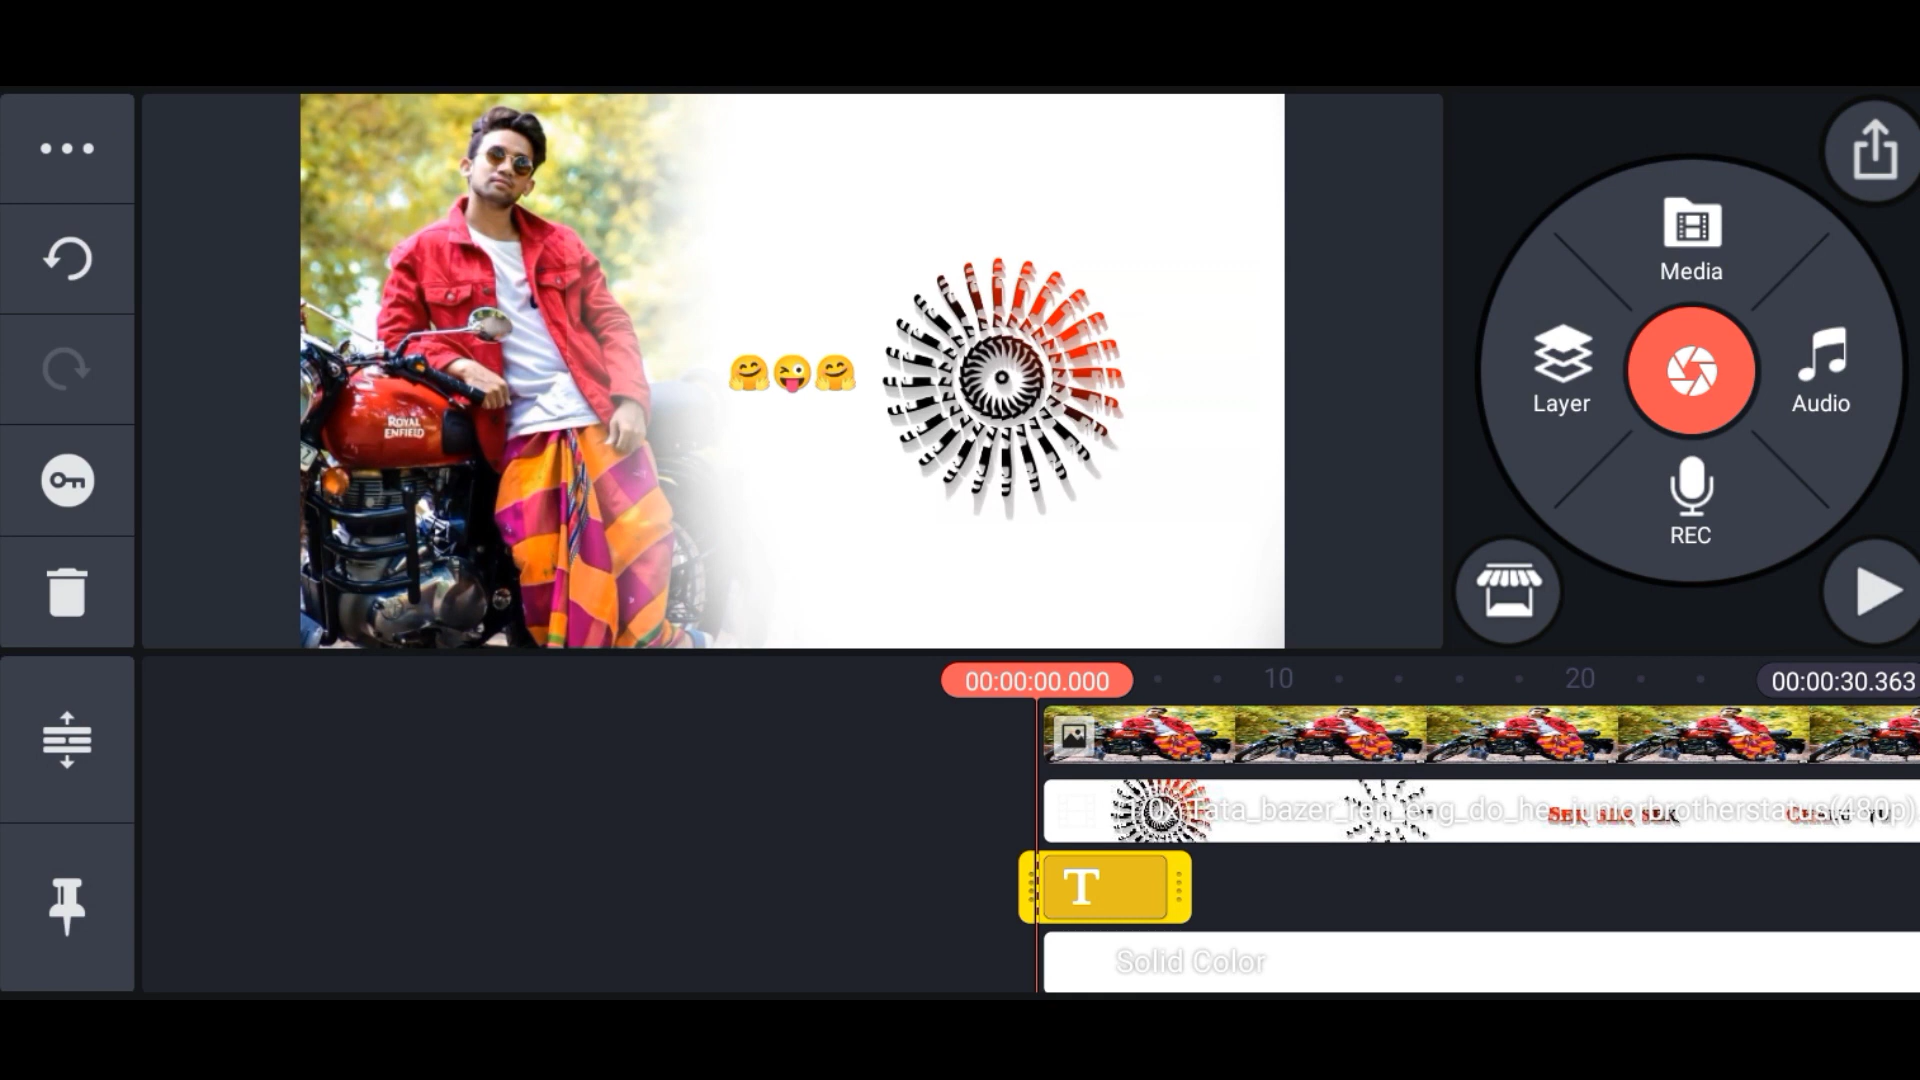 ROYAL
ENFIELD
🤗😜🤗
Media
Layer
Audio
REC
00:00:00.000
10
20
00:00:30.363
T
Solid Color